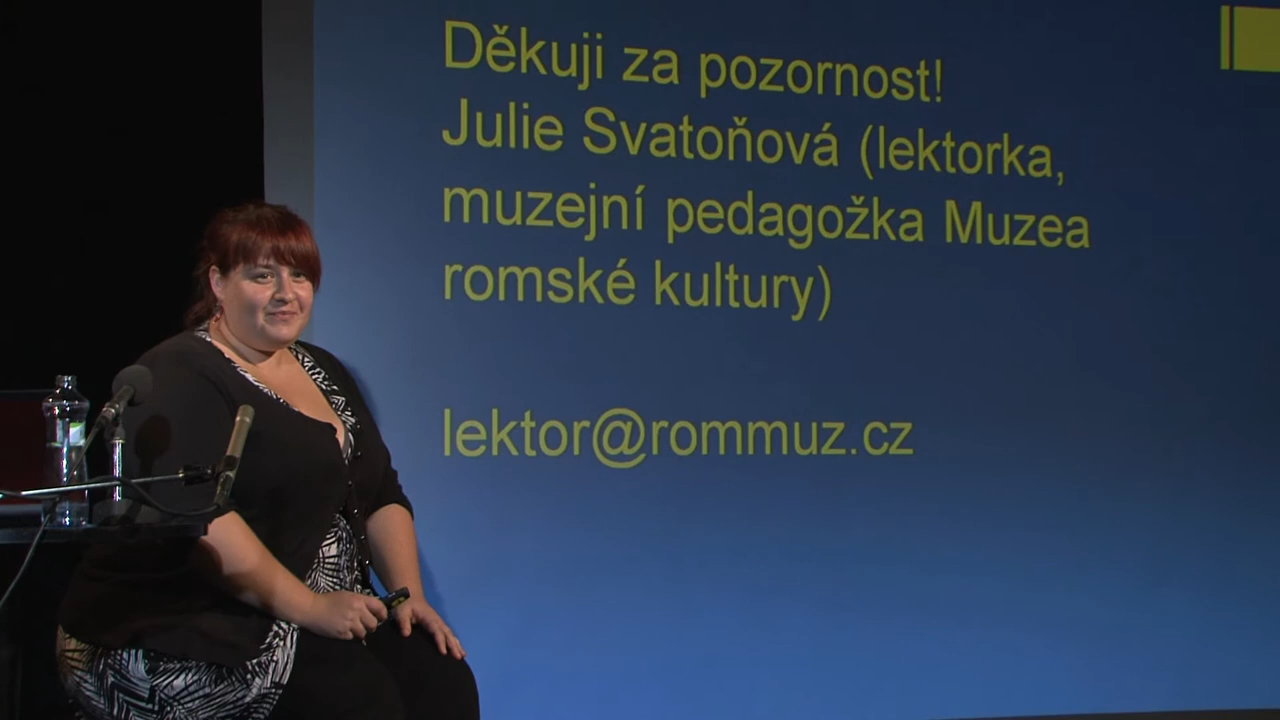 Děkuji za pozornost!
Julie Svatoňová (lektorka,
muzejní pedagožka Muzea
romské kultury)
lektor@rommuz.cz